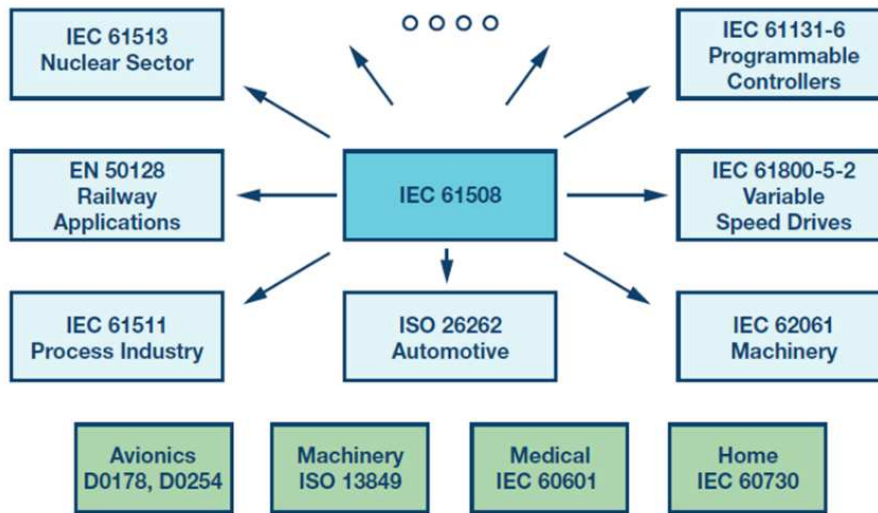 IEC 61513
Nuclear Sector
IEC 61131-6
Programmable
Controllers
EN 50128
Railway
Applications
IEC 61508
IEC 61800-5-2
Variable
Speed Drives
IEC 61511
Process Industry
ISO 26262
Automotive
IEC 62061
Machinery
Avionics
D0178, D0254
Machinery
ISO 13849
Medical
IEC 60601
Home
IEC 60730